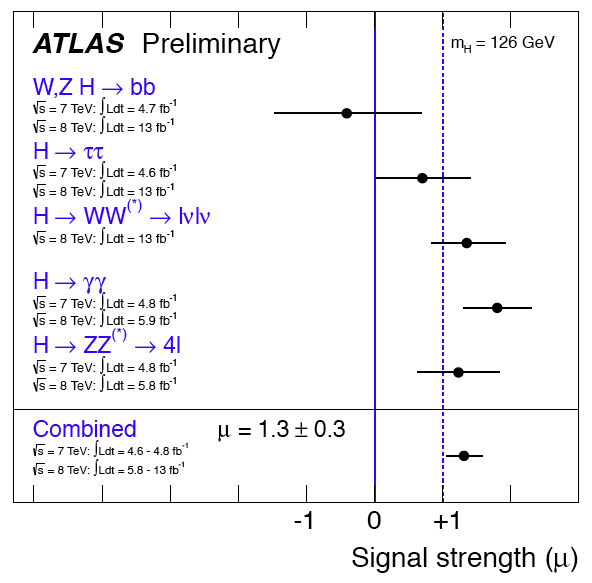 ATLAS Preliminary
m_H = 126 GeV
W,Z H → bb
√s = 7 TeV: ∫Ldt = 4.7 fb⁻¹
√s = 8 TeV: ∫Ldt = 13 fb⁻¹
H → ττ
√s = 7 TeV: ∫Ldt = 4.6 fb⁻¹
√s = 8 TeV: ∫Ldt = 13 fb⁻¹
H → WW⁽*⁾ → lνlν
√s = 8 TeV: ∫Ldt = 13 fb⁻¹
H → γγ
√s = 7 TeV: ∫Ldt = 4.8 fb⁻¹
√s = 8 TeV: ∫Ldt = 5.9 fb⁻¹
H → ZZ⁽*⁾ → 4l
√s = 7 TeV: ∫Ldt = 4.8 fb⁻¹
√s = 8 TeV: ∫Ldt = 5.8 fb⁻¹
Combined
μ = 1.3 ± 0.3
√s = 7 TeV: ∫Ldt = 4.6 - 4.8 fb⁻¹
√s = 8 TeV: ∫Ldt = 5.8 - 13 fb⁻¹
-1 0 +1
Signal strength (μ)